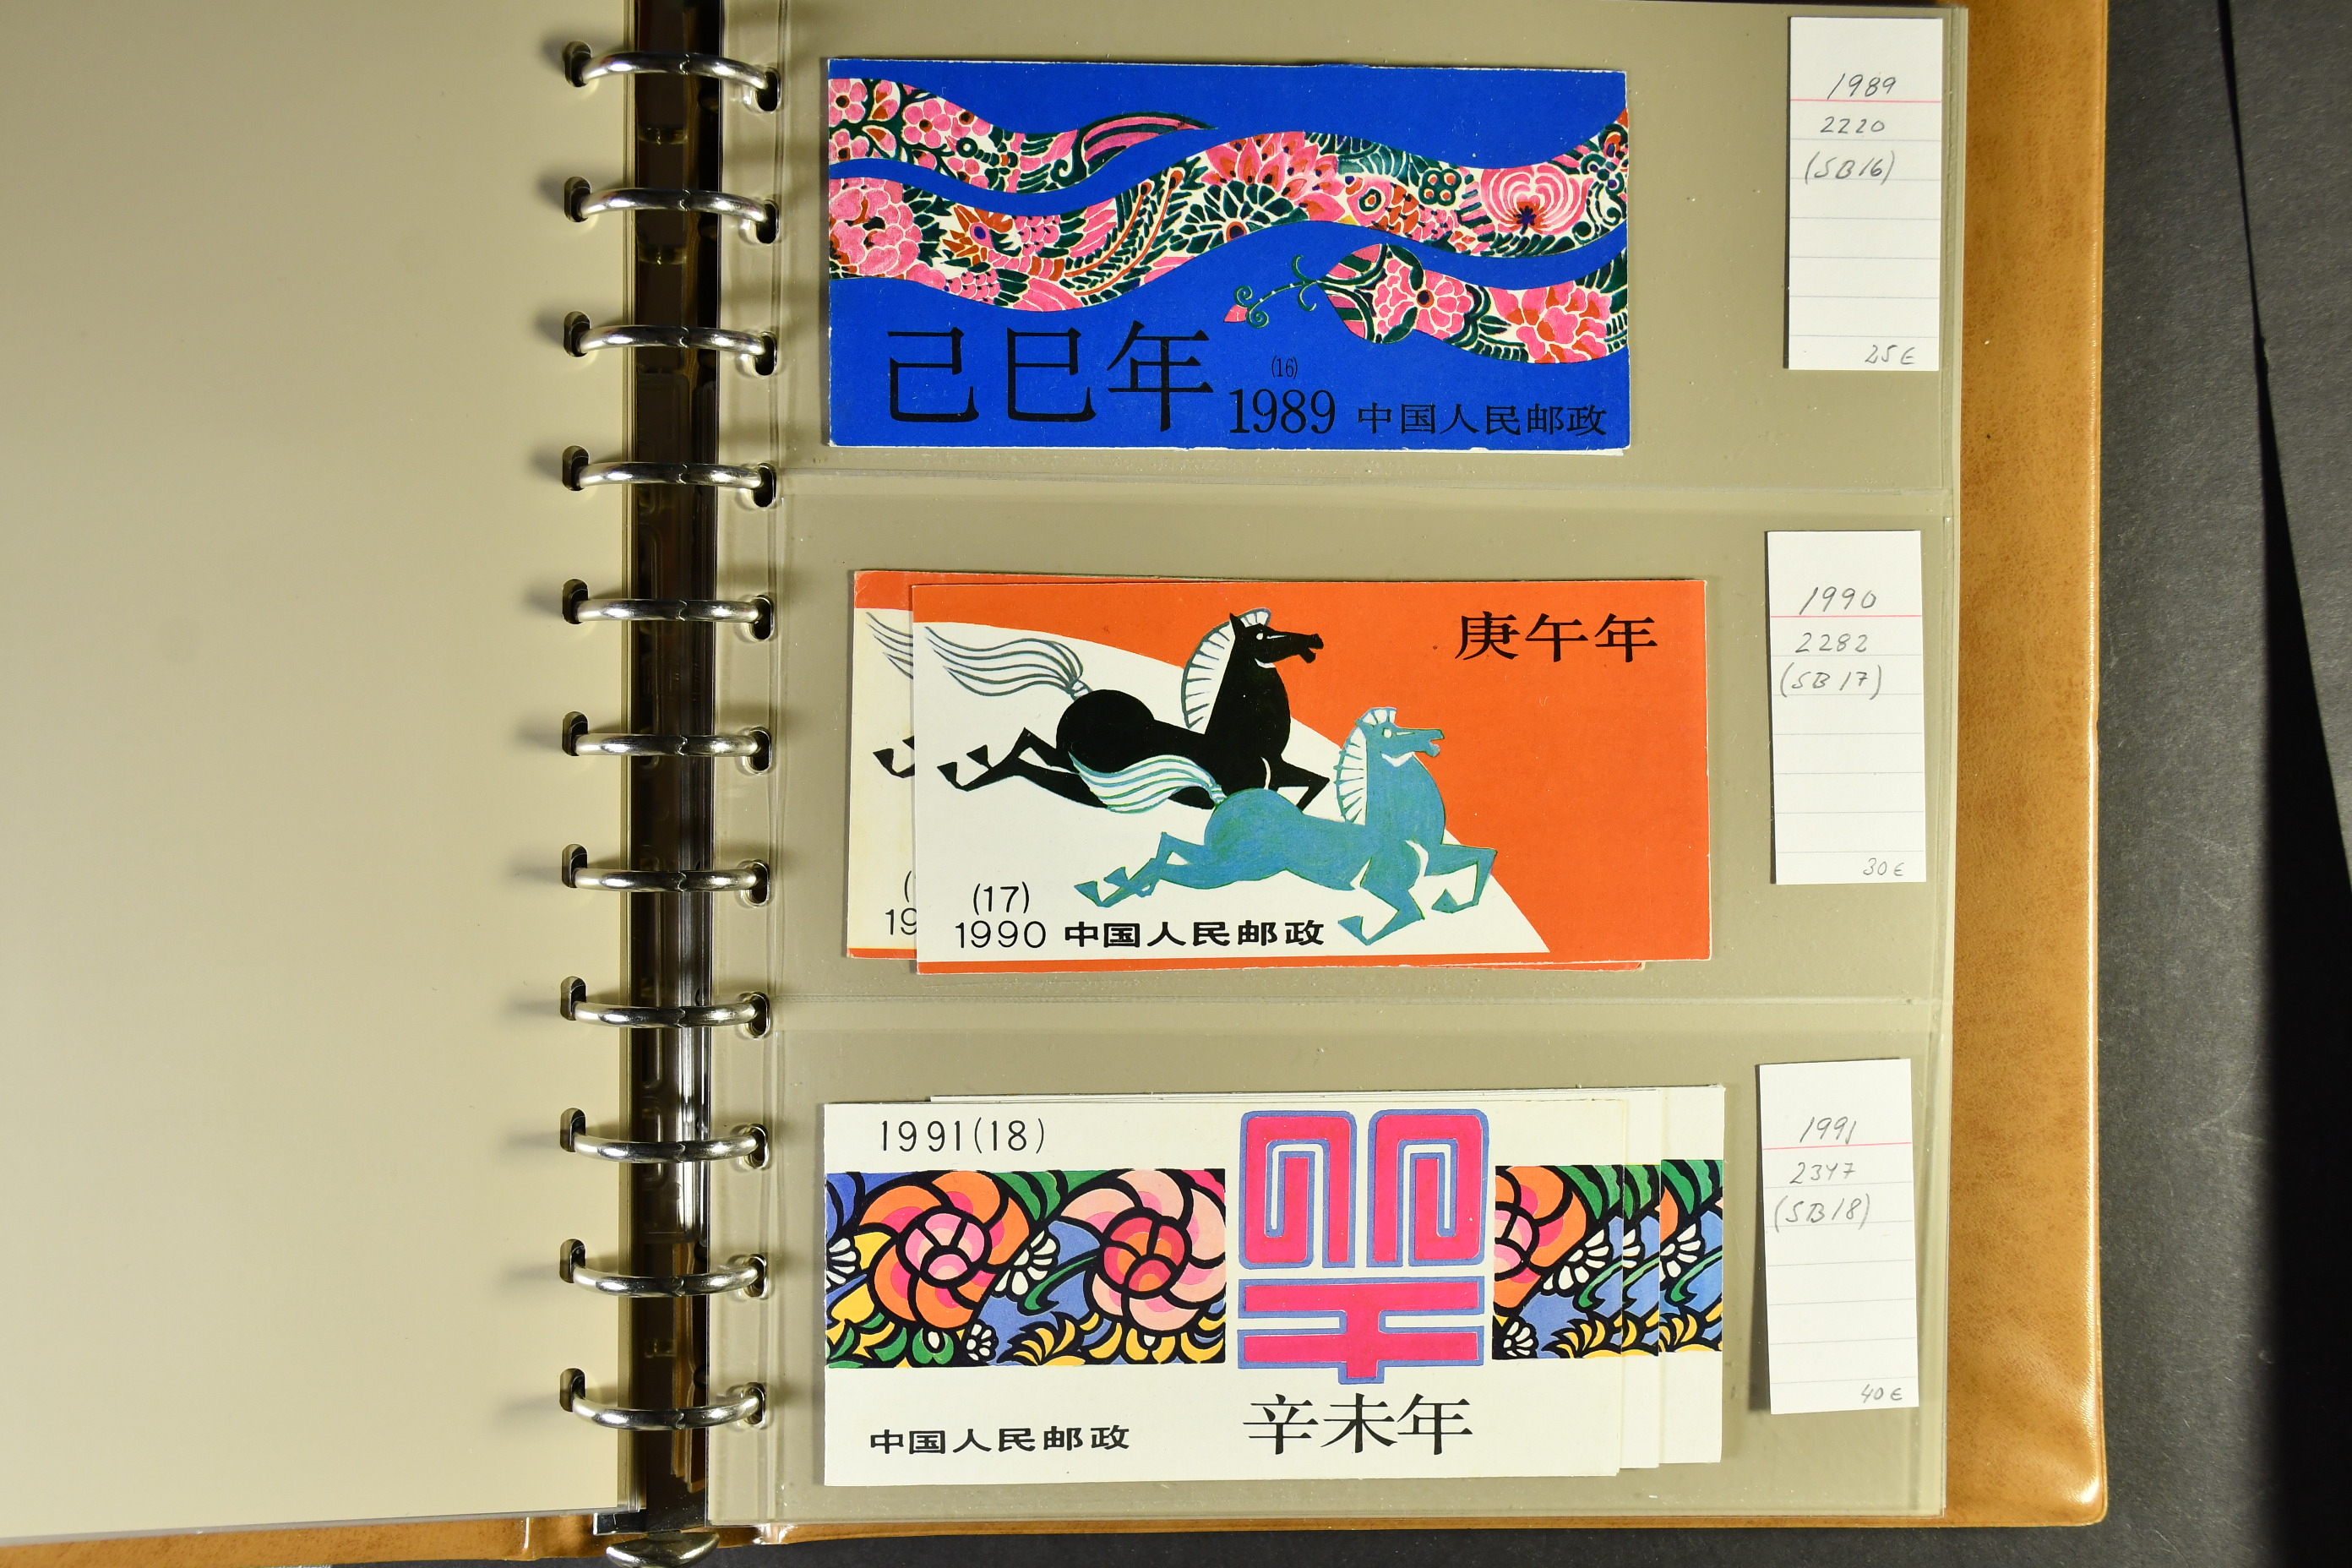 己巳年
(16)
1989 中国人民邮政
1989
2220
(SB16)
25€
庚午年
(17)
1990 中国人民邮政
(
19
1990
2282
(SB17)
30€
1991(18)
辛未年
中国人民邮政
1991
2347
(SB18)
40€